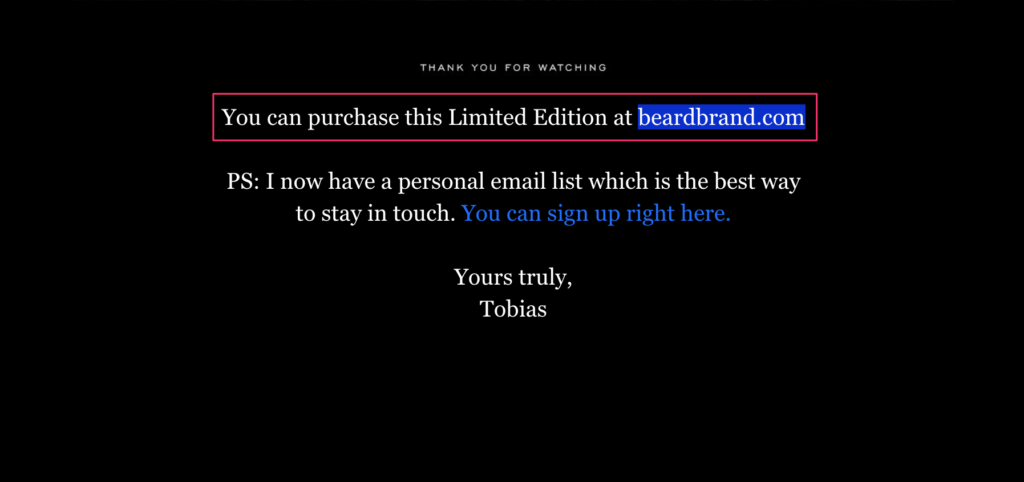 THANK YOU FOR WATCHING
You can purchase this Limited Edition at beardbrand.com
PS: I now have a personal email list which is the best way
to stay in touch. You can sign up right here.
Yours truly,
Tobias